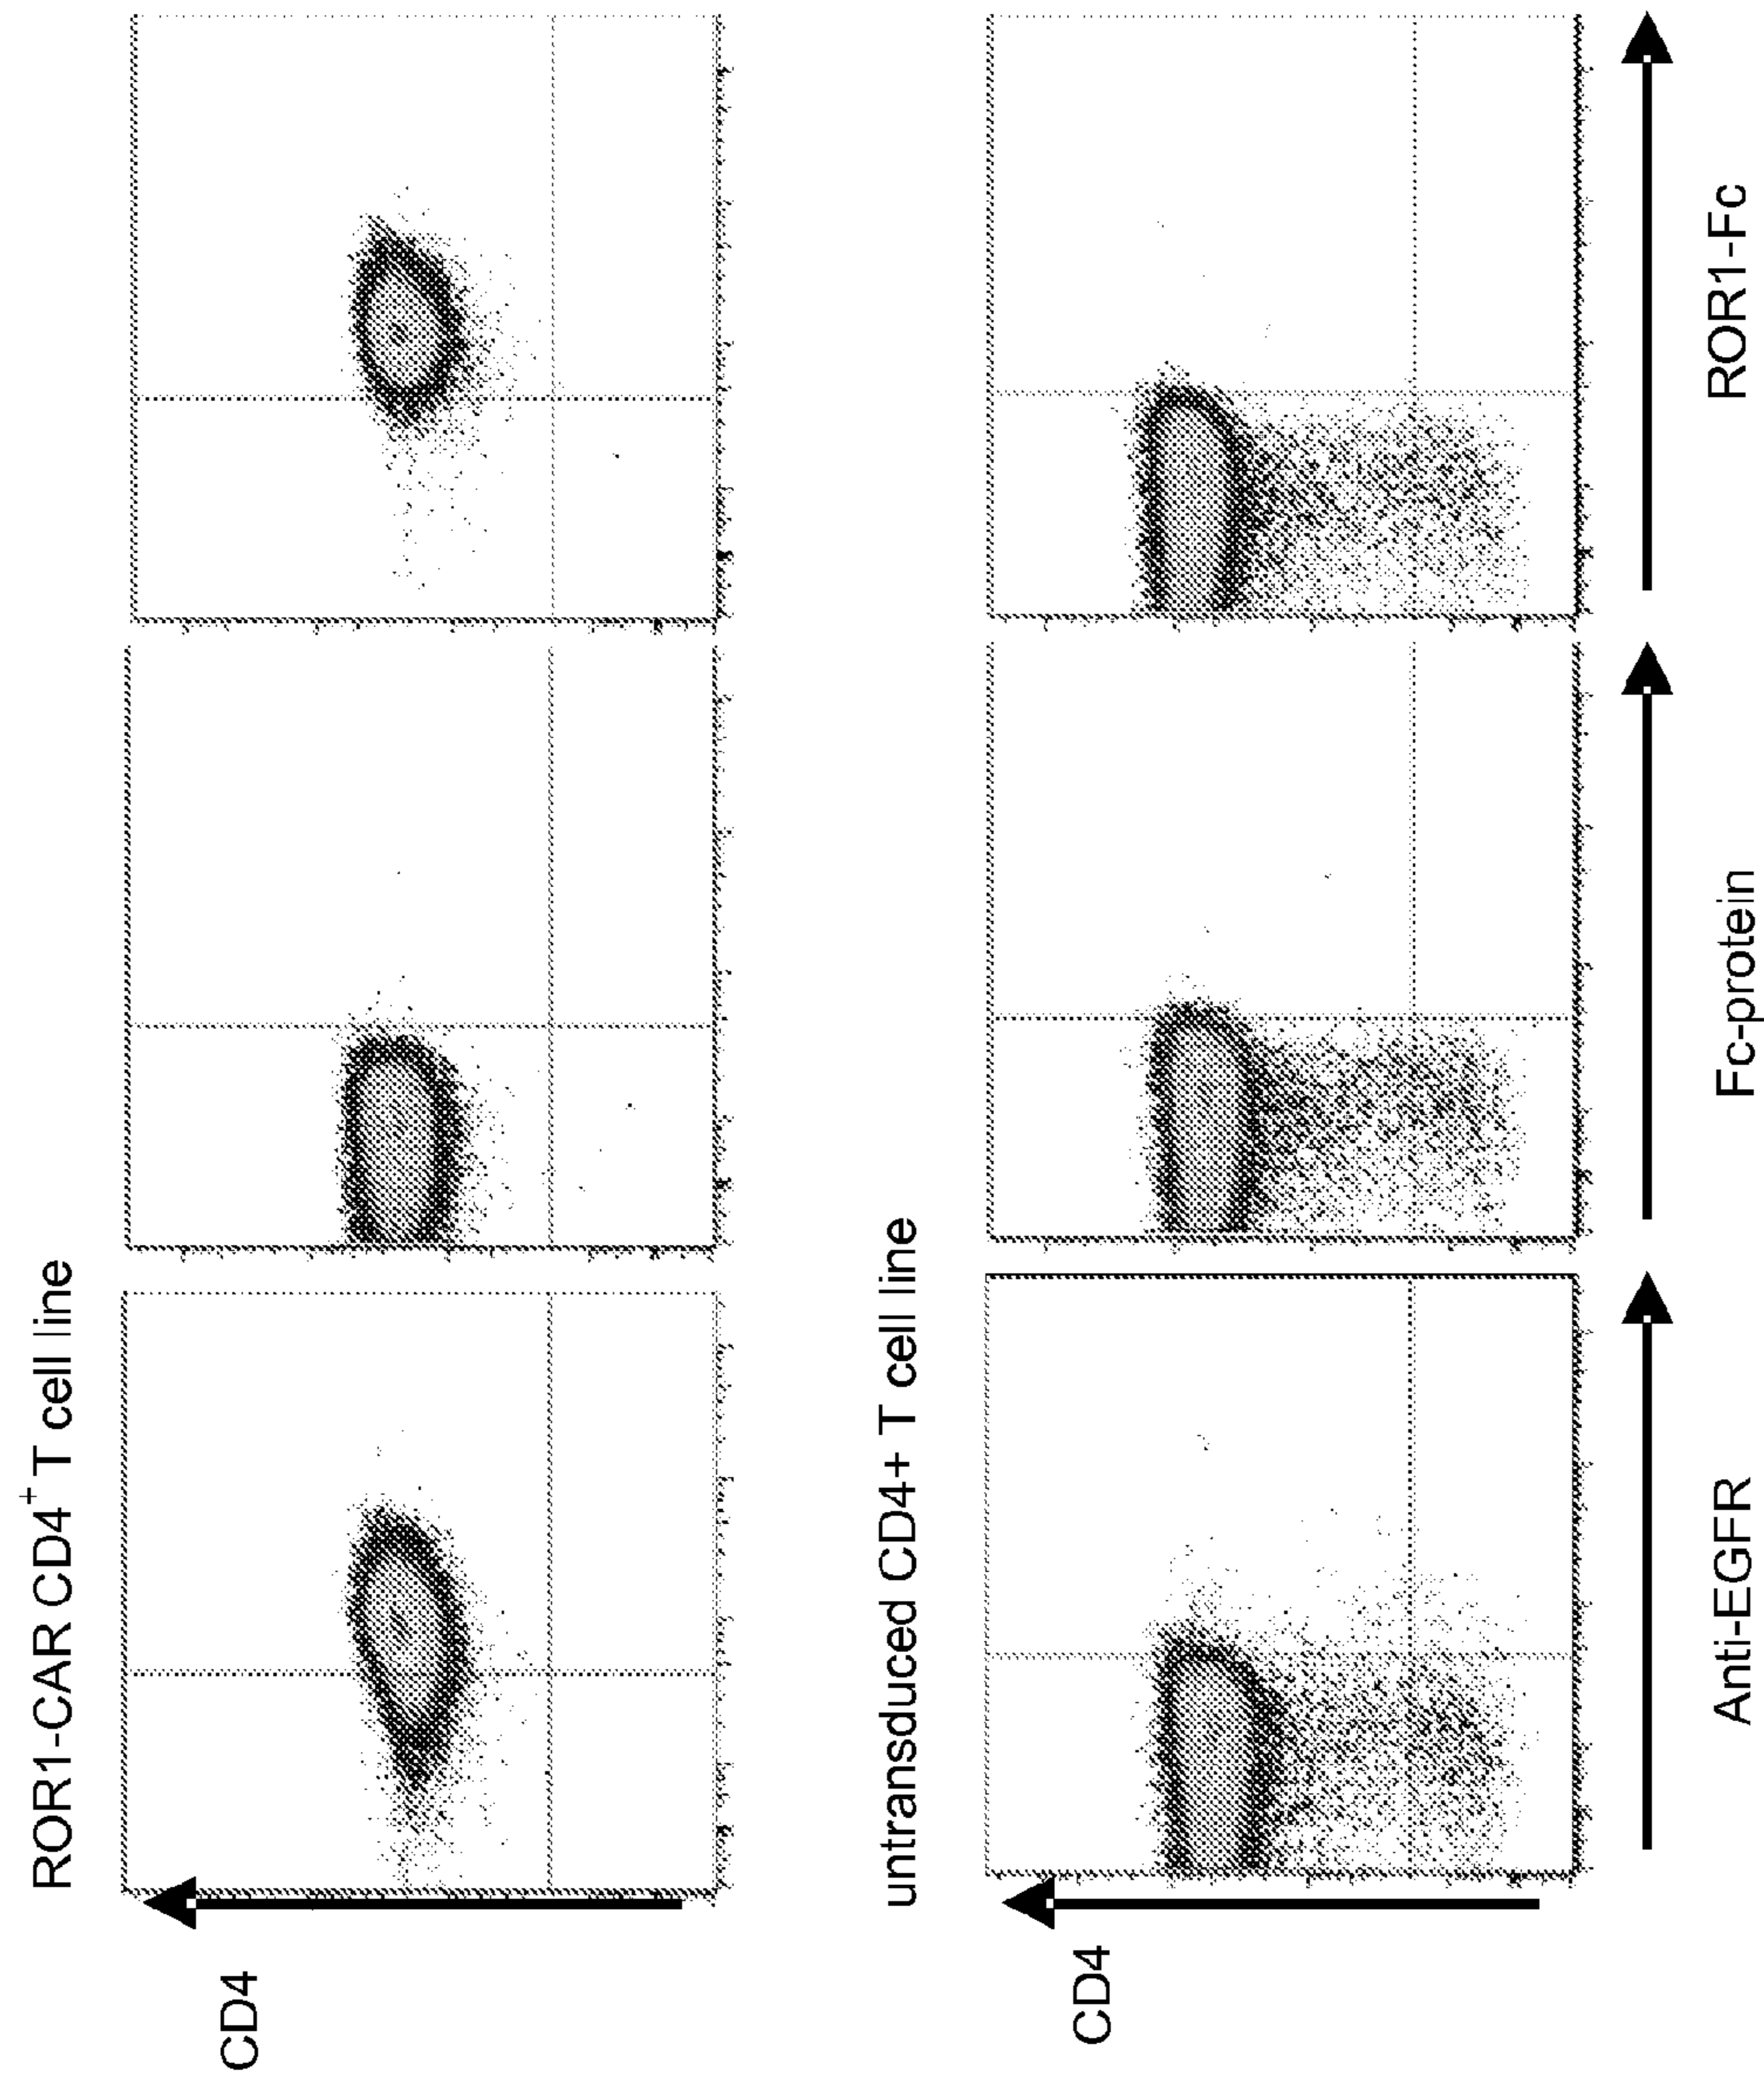 ROR1-CAR CD4+ T cell line
CD4
untransduced CD4+ T cell line
CD4
Anti-EGFR
Fc-protein
ROR1-Fc